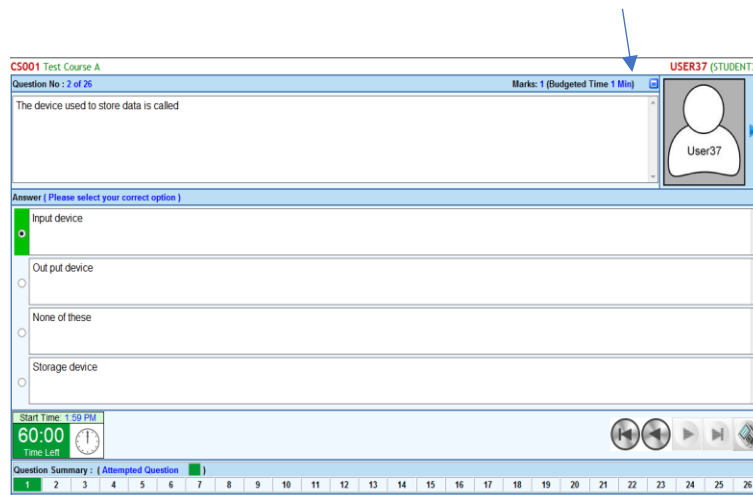 CS001 Test Course A USER37 (STUDENT
Question No : 2 of 26 Marks: 1 (Budgeted Time 1 Min)
The device used to store data is called
User37
Answer ( Please select your correct option )
Input device
Out put device
None of these
Storage device
Start Time: 1:59 PM
60:00
Time Left
Question Summary : ( Attempted Question )
1 2 3 4 5 6 7 8 9 10 11 12 13 14 15 16 17 18 19 20 21 22 23 24 25 26